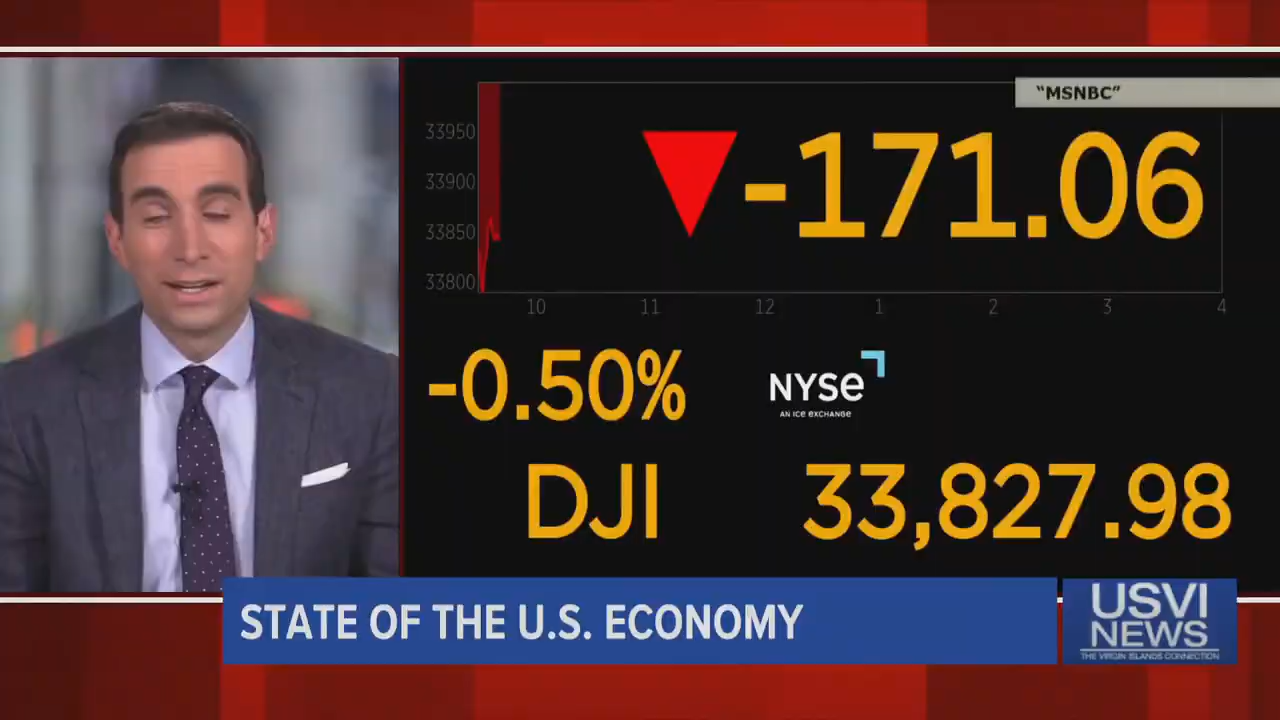 "MSNBC"
33950
33900
33850
33800
-171.06
10 11 12 1 2 3 4
-0.50%
NYSE
AN ICE EXCHANGE
DJI 33,827.98
STATE OF THE U.S. ECONOMY
USVI
NEWS
THE VIRGIN ISLANDS CONNECTION